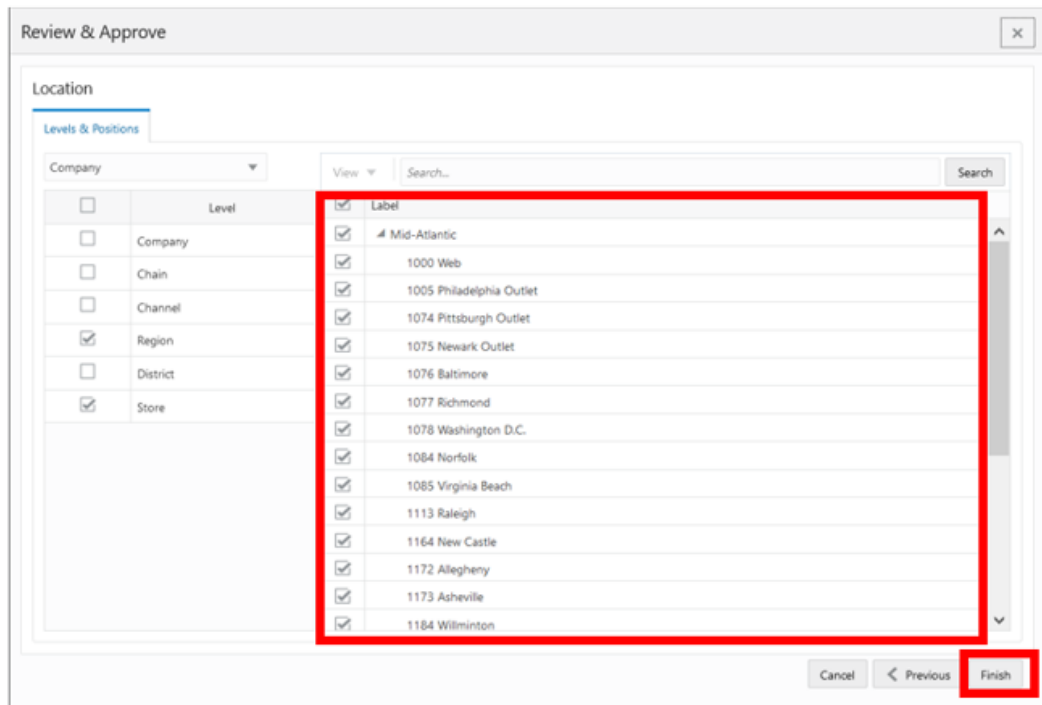 Review & Approve
Location
Levels & Positions
Company
View
Search...
Search
Level
Company
Chain
Channel
Region
District
Store
Label
Mid-Atlantic
1000 Web
1005 Philadelphia Outlet
1074 Pittsburgh Outlet
1075 Newark Outlet
1076 Baltimore
1077 Richmond
1078 Washington D.C.
1084 Norfolk
1085 Virginia Beach
1113 Raleigh
1164 New Castle
1172 Allegheny
1173 Asheville
1184 Willminton
Cancel
Previous
Finish